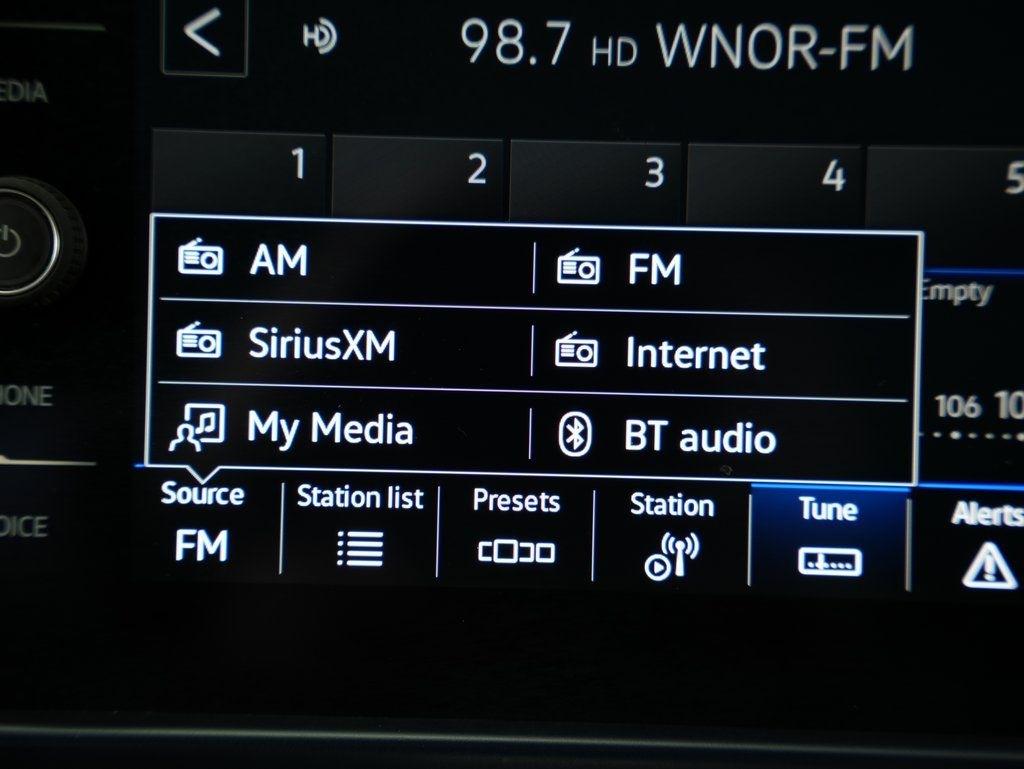 98.7 HD WNOR-FM
1 2 3 4 5
AM FM
SiriusXM Internet
My Media BT audio
Empty
106
Source Station list Presets Station Tune Alerts
FM